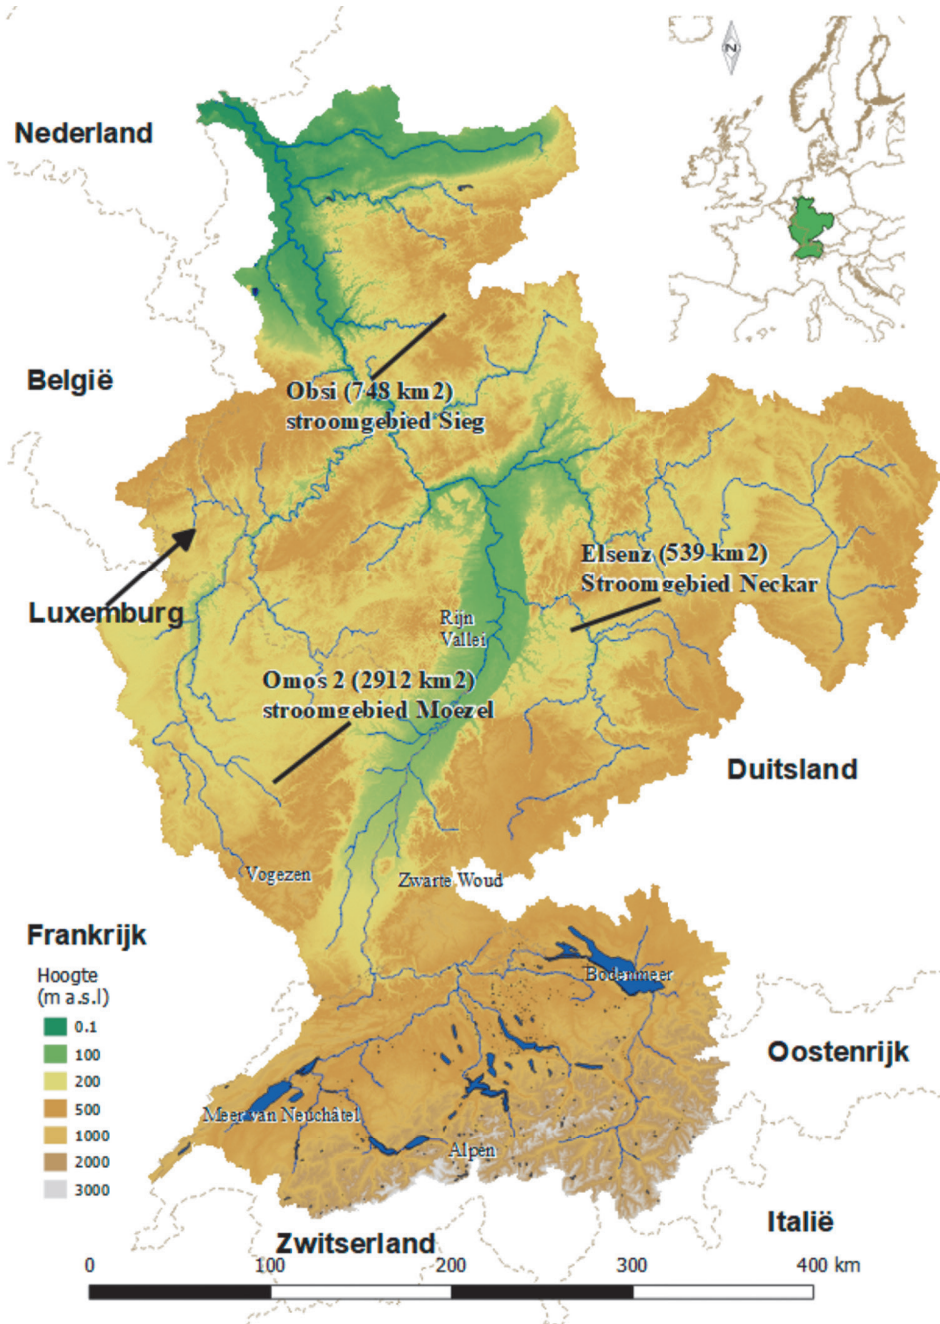 N
Nederland
België
Obsi (748 km2)
stroomgebied Sieg
Elsenz (539 km2)
Stroomgebied Neckar
Luxemburg
Rijn
Vallei
Omos 2 (2912 km2)
stroomgebied Moezel
Duitsland
Vogezen
Zwarte Woud
Frankrijk
Hoogte
(m a.s.l)
0.1
100
200
500
1000
2000
3000
Bodenmeer
Oostenrijk
Meer van Neuchâtel
Alpen
Italië
Zwitserland
0 100 200 300 400 km